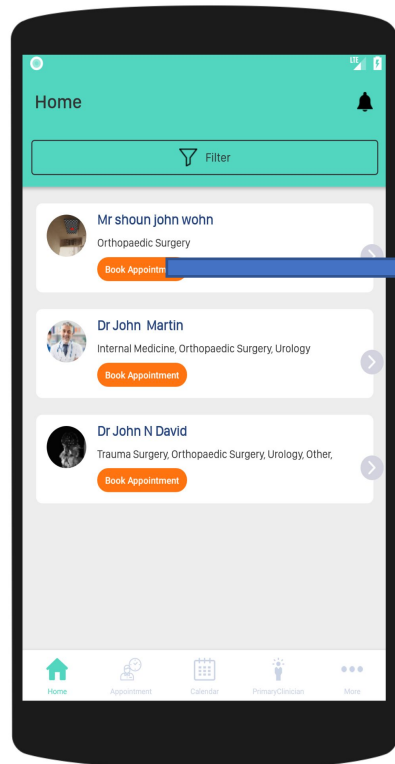 LTE
Home
Filter
Mr shoun john wohn
Orthopaedic Surgery
Book Appointm
Dr John Martin
Internal Medicine, Orthopaedic Surgery, Urology
Book Appointment
Dr John N David
Trauma Surgery, Orthopaedic Surgery, Urology, Other,
Book Appointment
Home Appointment Calendar PrimaryClinician More